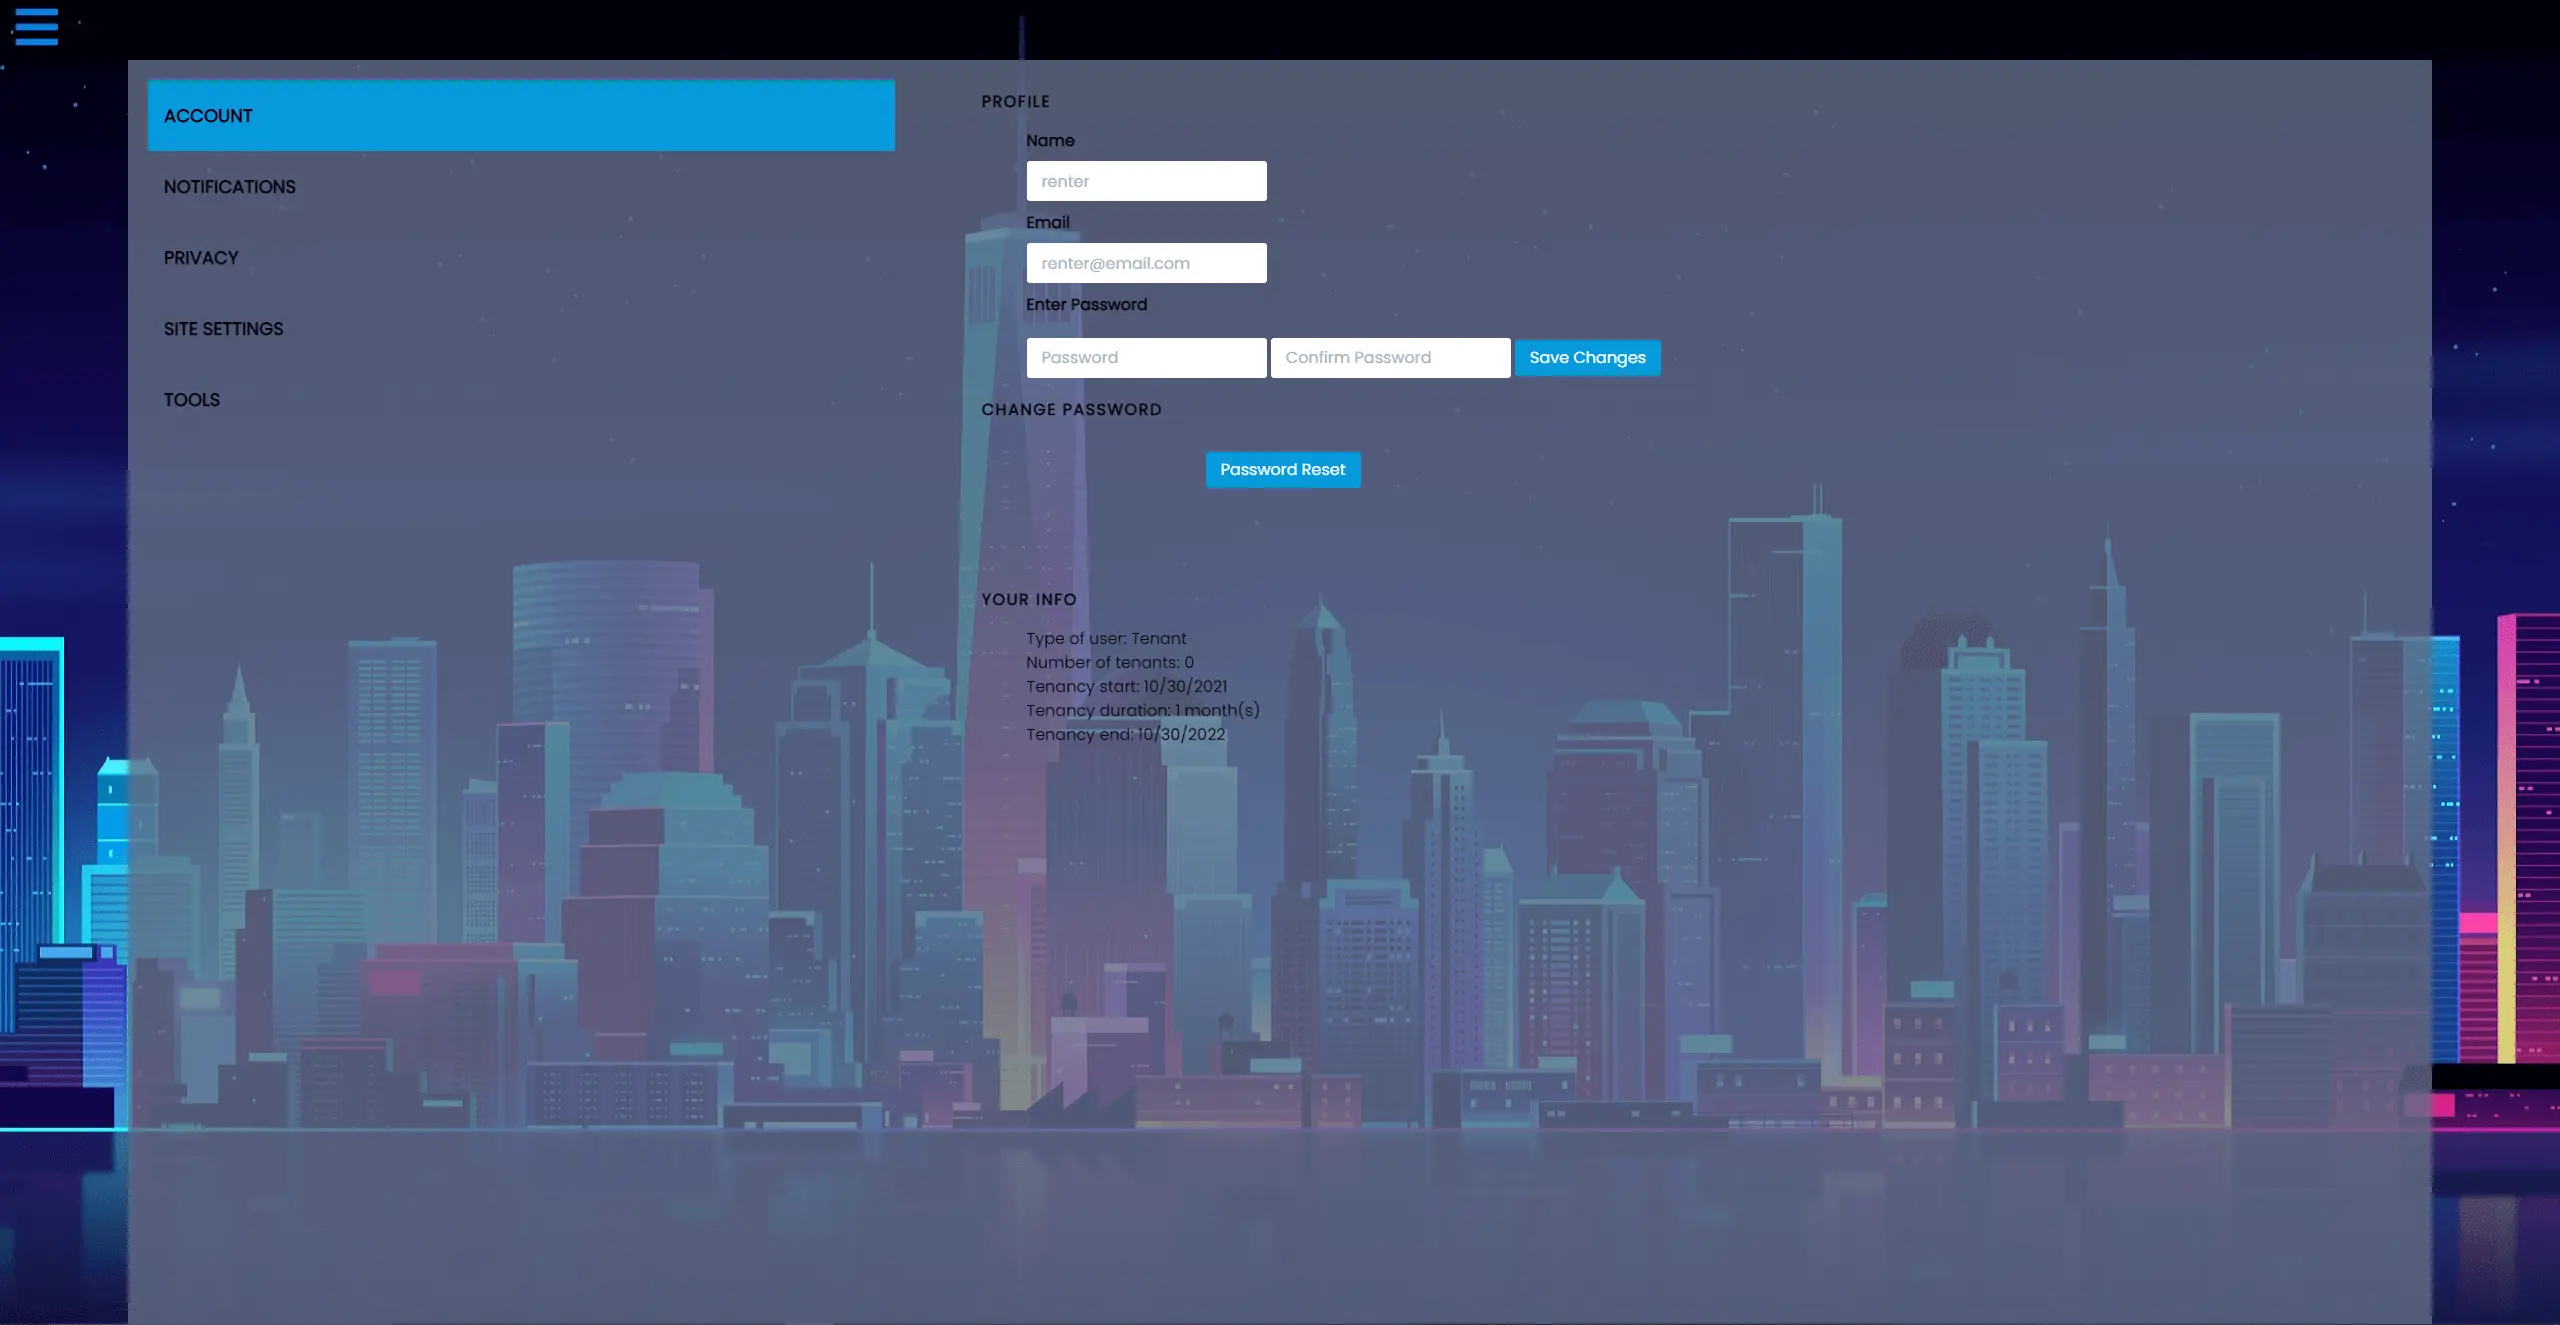 ACCOUNT
NOTIFICATIONS
PRIVACY
SITE SETTINGS
TOOLS
PROFILE
Name
renter
Email
renter@email.com
Enter Password
Password Confirm Password Save Changes
CHANGE PASSWORD
Password Reset
YOUR INFO
Type of user: Tenant
Number of tenants: 0
Tenancy start: 10/30/2021
Tenancy duration: 1 month(s)
Tenancy end: 10/30/2022